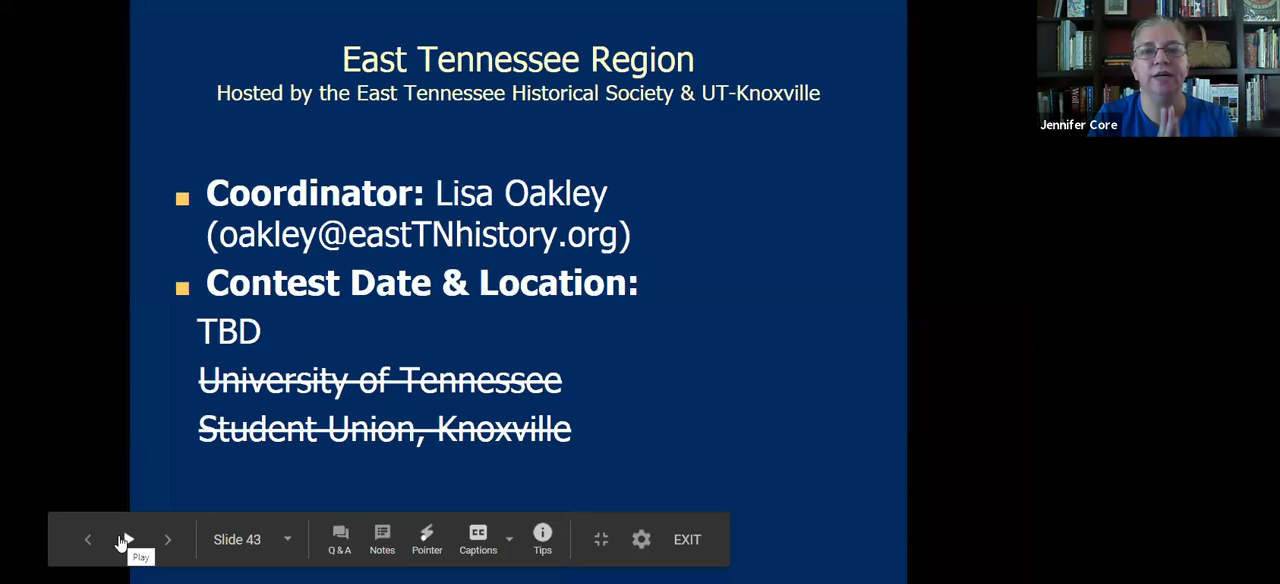 East Tennessee Region
Hosted by the East Tennessee Historical Society & UT-Knoxville
Jennifer Core
Coordinator: Lisa Oakley
(oakley@eastTNhistory.org)
Contest Date & Location:
TBD
University of Tennessee
Student Union, Knoxville
Slide 43
Q & A
Notes
Pointer
CC
Captions
Tips
EXIT
Play